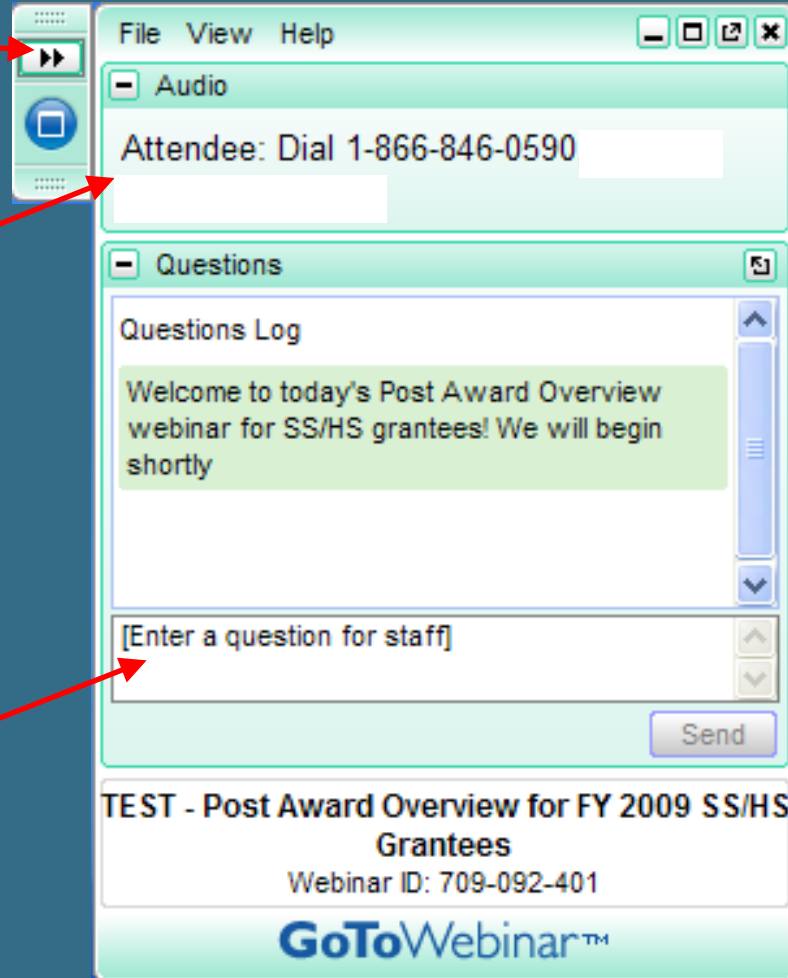 File View Help
Audio
Attendee: Dial 1-866-846-0590
Questions
Questions Log
Welcome to today's Post Award Overview
webinar for SS/HS grantees! We will begin
shortly
[Enter a question for staff]
Send
TEST - Post Award Overview for FY 2009 SS/HS
Grantees
Webinar ID: 709-092-401
GoToWebinar™